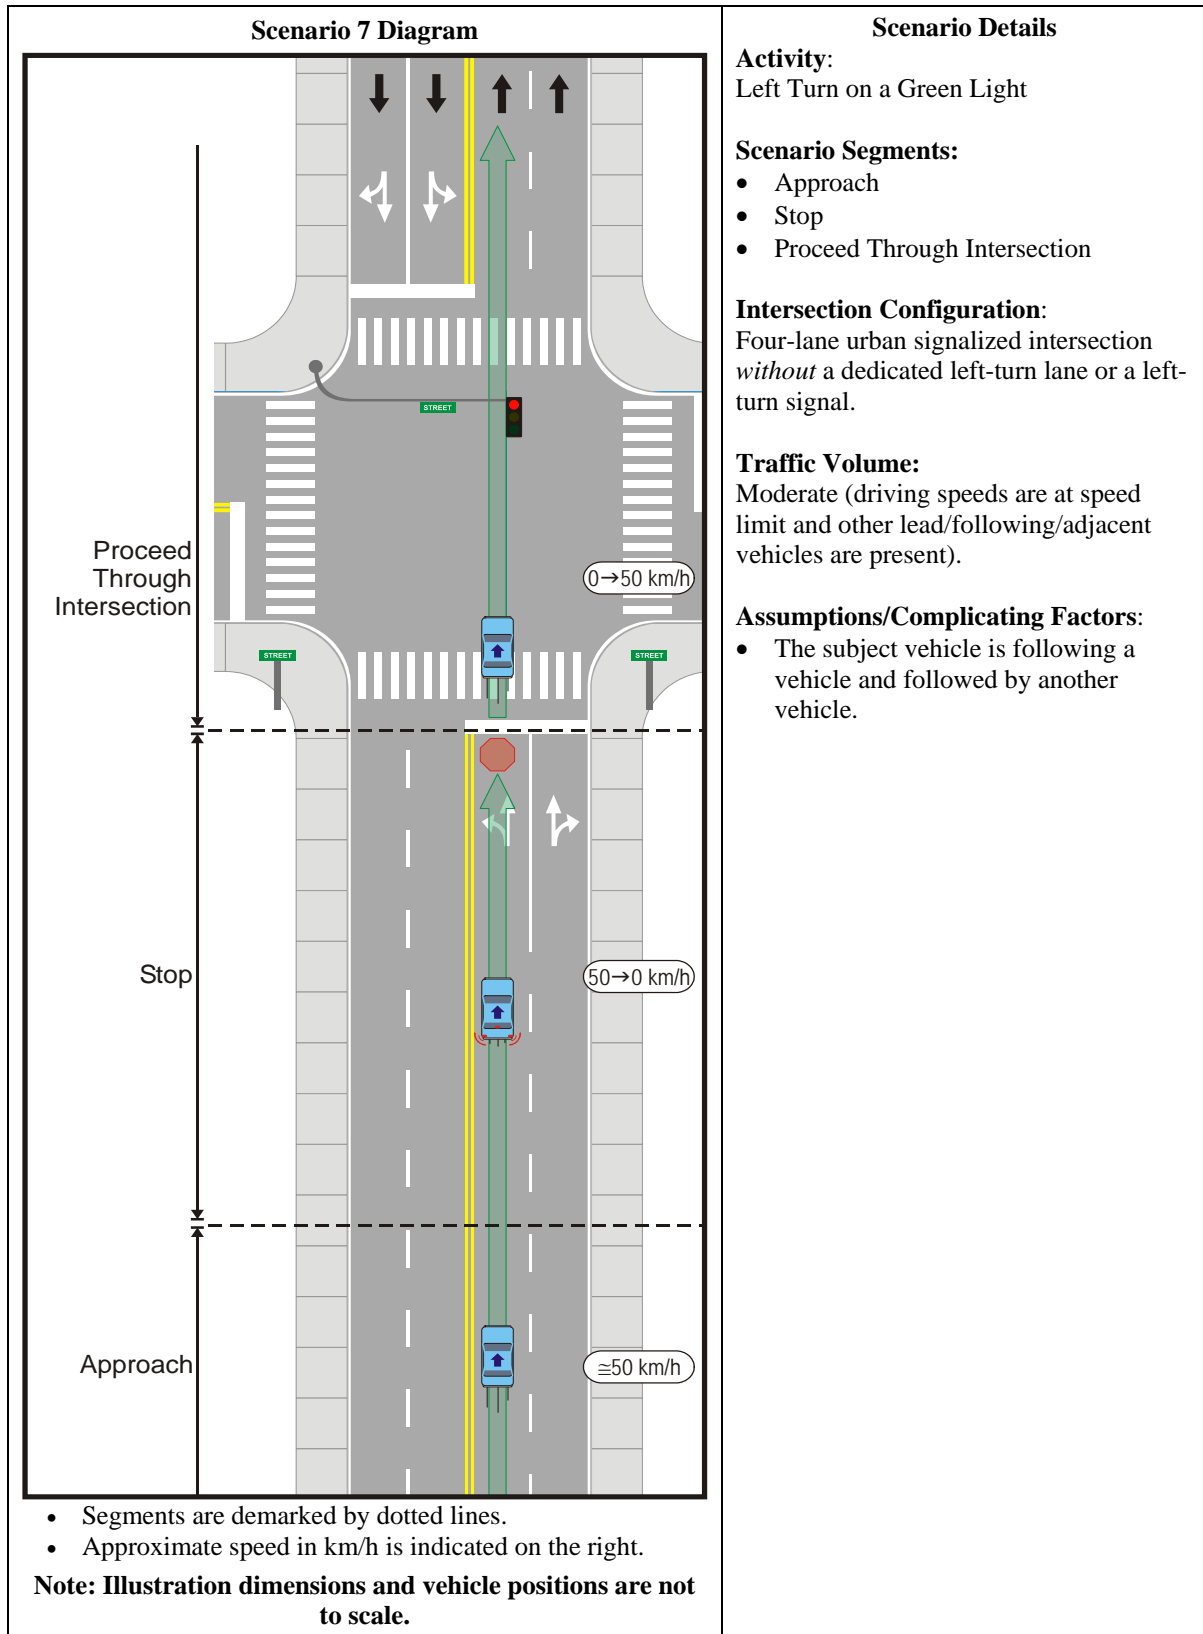 Scenario 7 Diagram
STREET
Proceed
Through
Intersection
0→50 km/h
STREET
STREET
Stop
50→0 km/h
Approach
≅50 km/h
• Segments are demarked by dotted lines.
• Approximate speed in km/h is indicated on the right.
Note: Illustration dimensions and vehicle positions are not
to scale.
Scenario Details
Activity:
Left Turn on a Green Light
Scenario Segments:
• Approach
• Stop
• Proceed Through Intersection
Intersection Configuration:
Four-lane urban signalized intersection
without a dedicated left-turn lane or a left-
turn signal.
Traffic Volume:
Moderate (driving speeds are at speed
limit and other lead/following/adjacent
vehicles are present).
Assumptions/Complicating Factors:
• The subject vehicle is following a
vehicle and followed by another
vehicle.